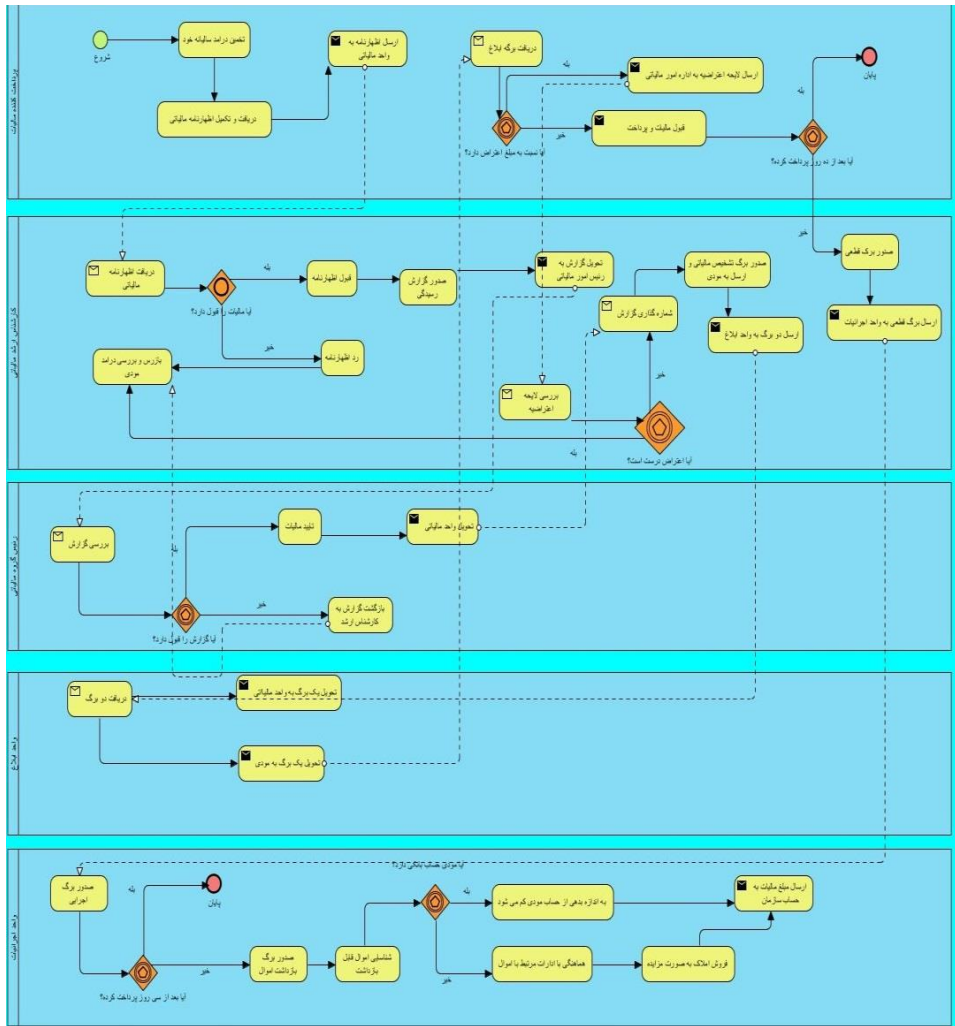 پرداخت کننده مالیات
شروع
تخمین درامد سالیانه خود
دریافت و تکمیل اظهارنامه مالیاتی
ارسال اظهارنامه به
واحد مالیاتی
دریافت برگه ابلاغ
بله
ارسال لایحه اعتراضیه به اداره امور مالیاتی
آیا نسبت به مبلغ اعتراض دارد؟
خیر
قبول مالیات و پرداخت
بله
پایان
آیا بعد از ده روز پرداخت کرده؟
خیر
کارشناس ارشد مالیاتی
دریافت اظهارنامه
مالیاتی
بله
آیا مالیات را قبول دارد؟
خیر
قبول اظهارنامه
صدور گزارش
رسیدگی
رد اظهارنامه
بازرس و بررسی درامد
مودی
تحویل گزارش به
رئیس امور مالیاتی
شماره گذاری گزارش
صدور برگ تشخیص مالیاتی و
ارسال به مودی
ارسال دو برگ به واحد ابلاغ
صدور برگ قطعی
ارسال برگ قطعی به واحد اجرائیات
بررسی لایحه
اعتراضیه
خیر
بله
آیا اعتراض درست است؟
رئیس گروه مالیاتی
بررسی گزارش
بله
تایید مالیات
تحویل واحد مالیاتی
خیر
آیا گزارش را قبول دارد؟
بازگشت گزارش به
کارشناس ارشد
واحد ابلاغ
دریافت دو برگ
تحویل یک برگ به واحد مالیاتی
تحویل یک برگ به مودی
واحد اجرائیات
صدور برگ
اجرایی
بله
پایان
آیا بعد از سی روز پرداخت کرده؟
خیر
صدور برگ
بازداشت اموال
شناسایی اموال قابل
بازداشت
آیا مودی حساب بانکی دارد؟
بله
به اندازه بدهی از حساب مودی کم می شود
خیر
هماهنگی با ادارات مرتبط با اموال
فروش املاک به صورت مزایده
ارسال مبلغ مالیات به
حساب سازمان